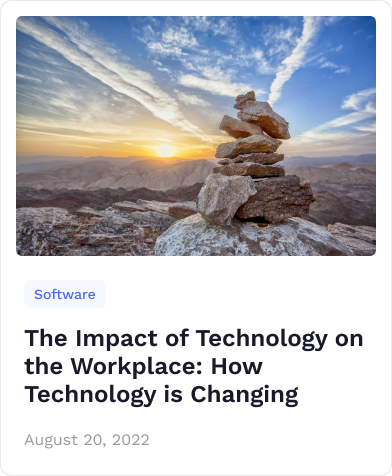 Software
The Impact of Technology on
the Workplace: How
Technology is Changing
August 20, 2022